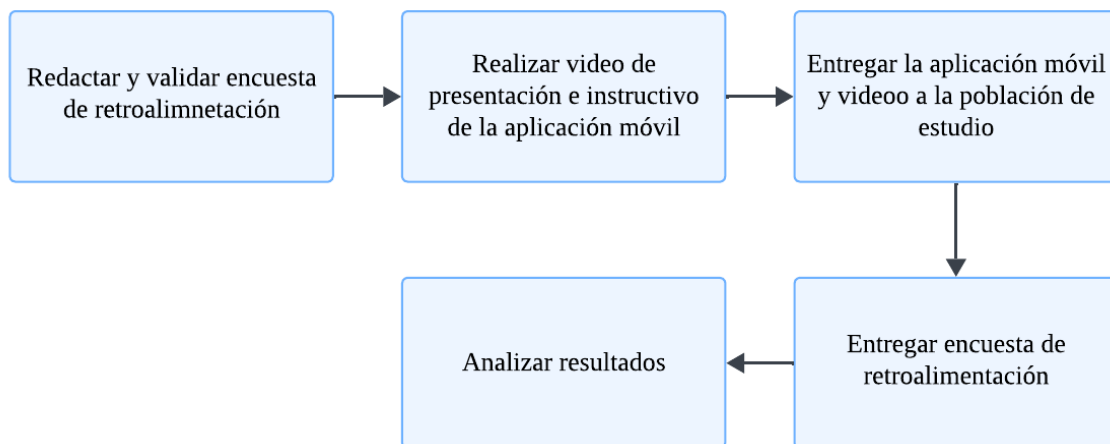 Redactar y validar encuesta
de retroalimnetación
Realizar video de
presentación e instructivo
de la aplicación móvil
Entregar la aplicación móvil
y videoo a la población de
estudio
Entregar encuesta de
retroalimentación
Analizar resultados